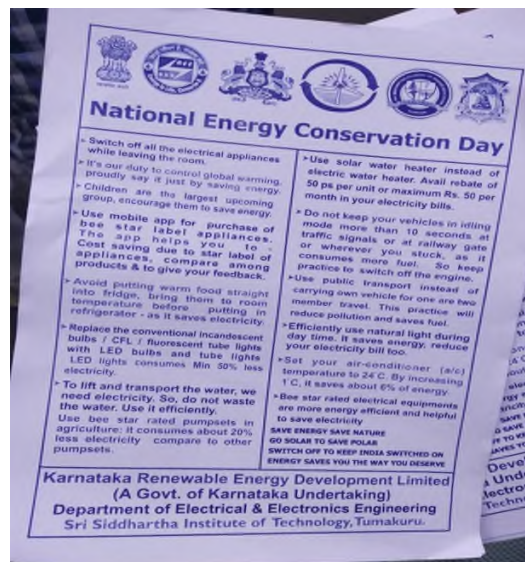 National Energy Conservation Day
➢ Switch off all the electrical appliances
while leaving the room.
➢ It's our duty to control global warming,
proudly say it just by saving energy.
➢ Children are the largest upcoming
group, encourage them to save energy.
➢ Use mobile app for purchase of
bee star label appliances.
The app helps you to -
Cost saving due to star label of
appliances, compare among
products & to give your feedback.
➢ Avoid putting warm food straight
into fridge, bring them to room
temperature before putting in
refrigerator - as it saves electricity.
➢ Replace the conventional incandescent
bulbs / CFL / fluorescent tube lights
with LED bulbs and tube lights
LED lights consumes Min 50% less
electricity.
➢ To lift and transport the water, we
need electricity. So, do not waste
the water. Use it efficiently.
Use bee star rated pumpsets in
agriculture: it consumes about 20%
less electricity compare to other
pumpsets.
➢ Use solar water heater instead of
electric water heater. Avail rebate of
50 ps per unit or maximum Rs. 50 per
month in your electricity bills.
➢ Do not keep your vehicles in idling
mode more than 10 seconds at
traffic signals or at railway gate
or wherever you stuck, as it
consumes more fuel. So keep
practice to switch off the engine.
➢ Use public transport instead of
carrying own vehicle for one are two
member travel. This practice will
reduce pollution and saves fuel.
➢ Efficiently use natural light during
day time. It saves energy, reduce
your electricity bill too.
➢ Set your air-conditioner (a/c)
temperature to 24°C. By increasing
1°C, it saves about 6% of energy.
➢ Bee star rated electrical equipments
are more energy efficient and helpful
to save electricity
SAVE ENERGY SAVE NATURE
GO SOLAR TO SAVE POLAR
SWITCH OFF TO KEEP INDIA SWITCHED ON
ENERGY SAVES YOU THE WAY YOU DESERVE
Karnataka Renewable Energy Development Limited
(A Govt. of Karnataka Undertaking)
Department of Electrical & Electronics Engineering
Sri Siddhartha Institute of Technology, Tumakuru.